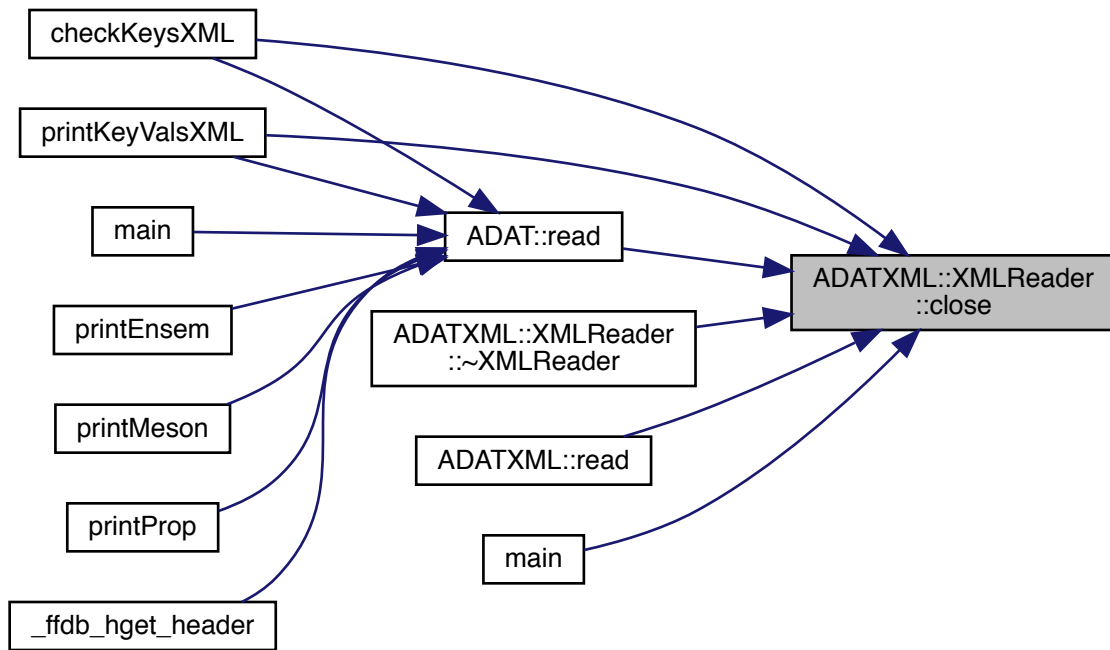 checkKeysXML
printKeyValsXML
main
printEnsem
printMeson
printProp
_ffdb_hget_header
ADAT::read
ADATXML::XMLReader
::~XMLReader
ADATXML::read
main
ADATXML::XMLReader
::close